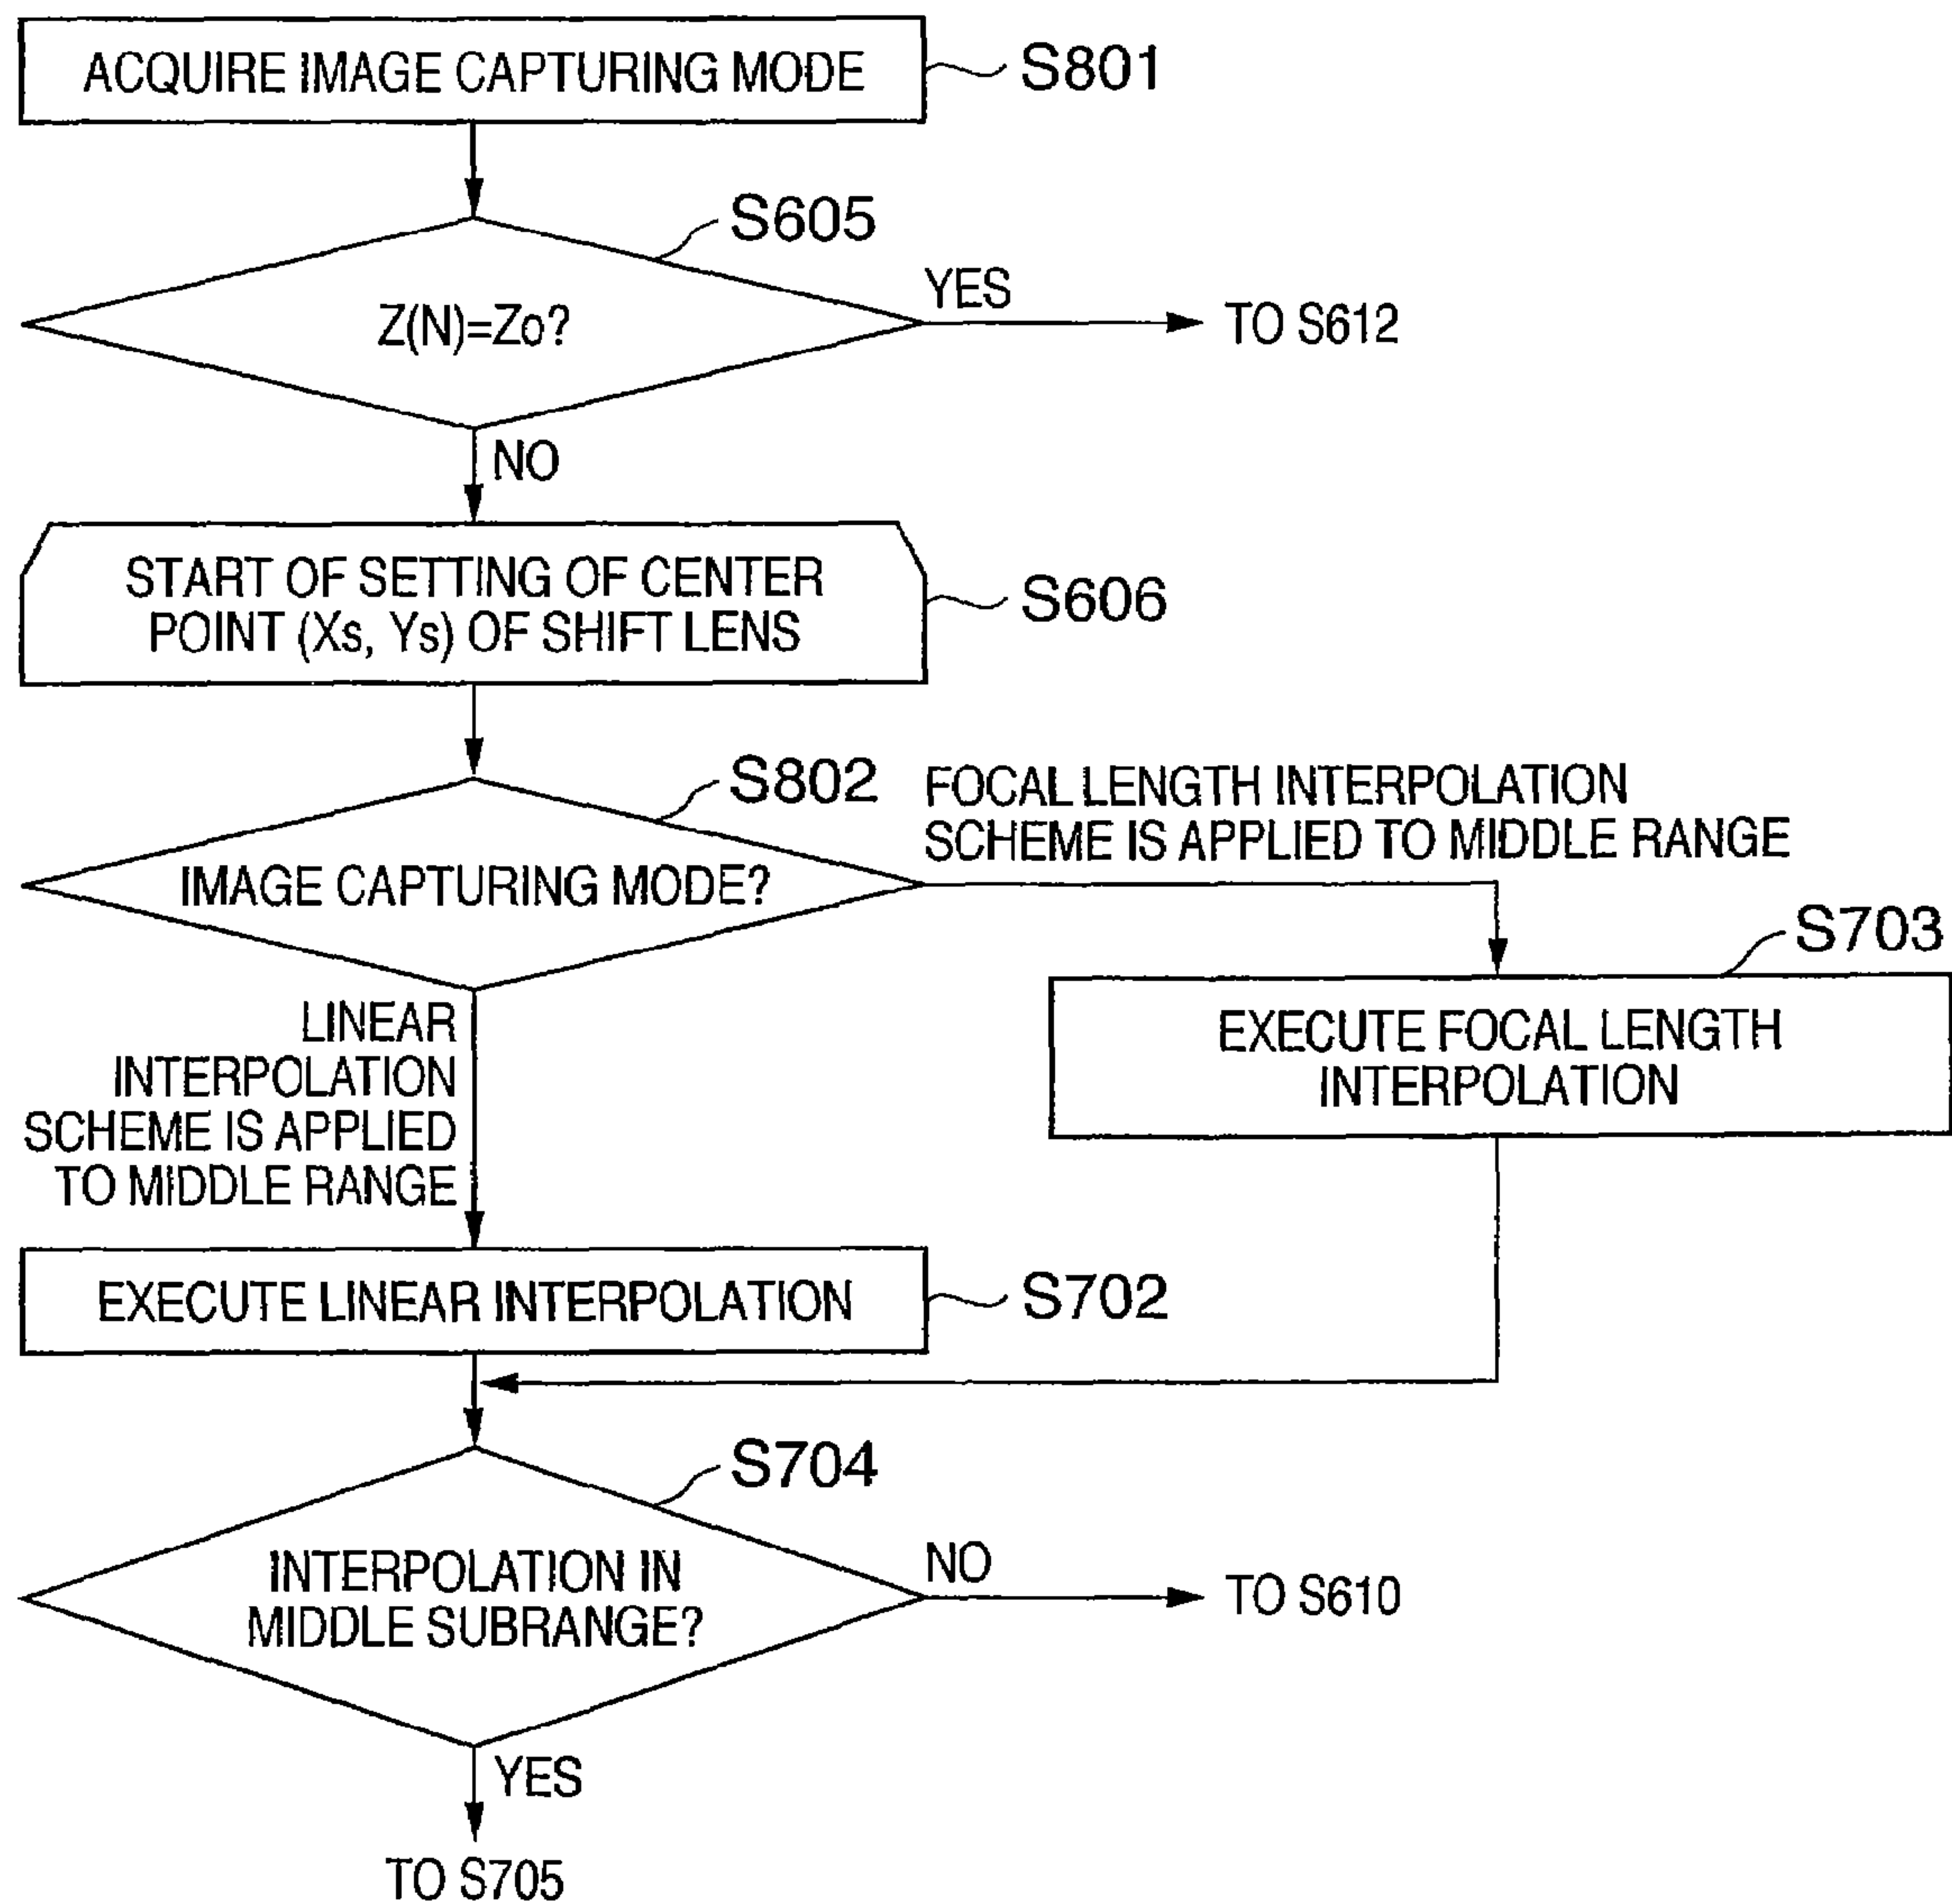 ACQUIRE IMAGE CAPTURING MODE
S801
S605
Z(N)=Zo?
YES
TO S612
NO
START OF SETTING OF CENTER
POINT (Xs, Ys) OF SHIFT LENS
S606
S802
IMAGE CAPTURING MODE?
FOCAL LENGTH INTERPOLATION
SCHEME IS APPLIED TO MIDDLE RANGE
S703
EXECUTE FOCAL LENGTH
INTERPOLATION
LINEAR
INTERPOLATION
SCHEME IS APPLIED
TO MIDDLE RANGE
EXECUTE LINEAR INTERPOLATION
S702
S704
INTERPOLATION IN
MIDDLE SUBRANGE?
NO
TO S610
YES
TO S705